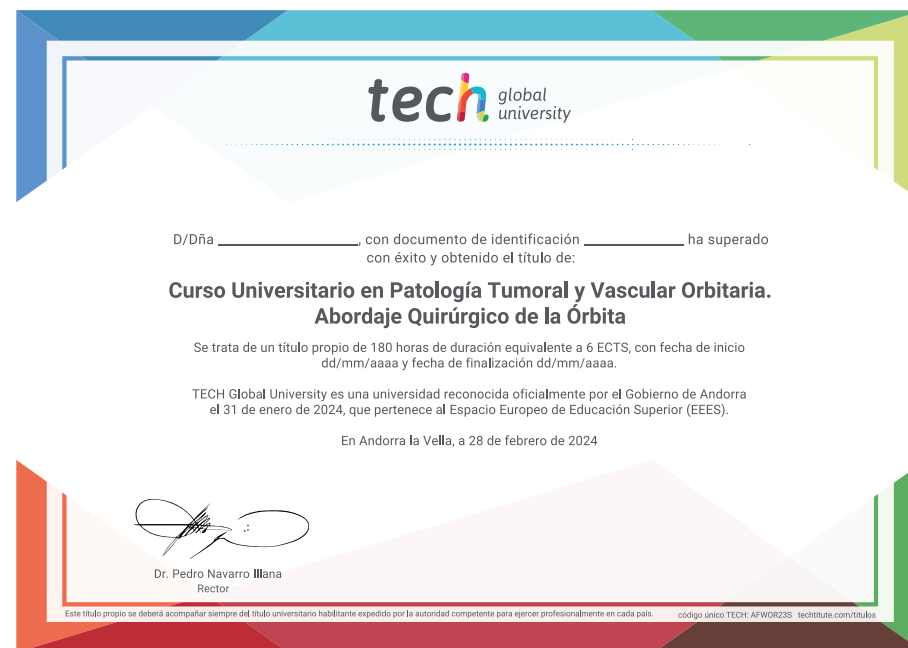 tech global university
D/Dña ______________, con documento de identificación __________ ha superado
con éxito y obtenido el título de:
Curso Universitario en Patología Tumoral y Vascular Orbitaria.
Abordaje Quirúrgico de la Órbita
Se trata de un título propio de 180 horas de duración equivalente a 6 ECTS, con fecha de inicio
dd/mm/aaaa y fecha de finalización dd/mm/aaaa.
TECH Global University es una universidad reconocida oficialmente por el Gobierno de Andorra
el 31 de enero de 2024, que pertenece al Espacio Europeo de Educación Superior (EEES).
En Andorra la Vella, a 28 de febrero de 2024
Dr. Pedro Navarro Illana
Rector
Este título propio se deberá acompañar siempre del título universitario habilitante expedido por la autoridad competente para ejercer profesionalmente en cada país. código único TECH: AFWOR23S techtitute.com/titulos